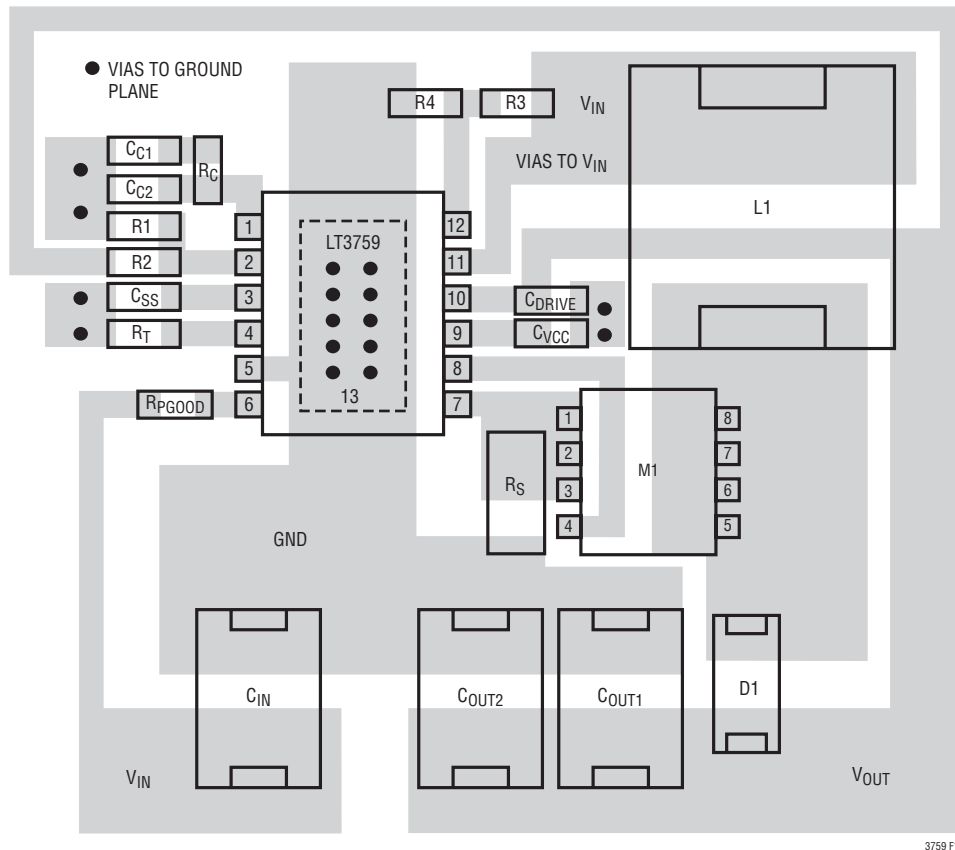 VIAS TO GROUND
PLANE
R4
R3
VIN
CC1
RC
VIAS TO VIN
CC2
L1
R1
1
12
LT3759
R2
2
11
CSS
3
10
CDRIVE
RT
4
9
CVCC
5
8
RPGOOD
6
13
7
1
8
2
7
RS
M1
3
6
4
5
GND
CIN
COUT2
COUT1
D1
VIN
VOUT
3759 F